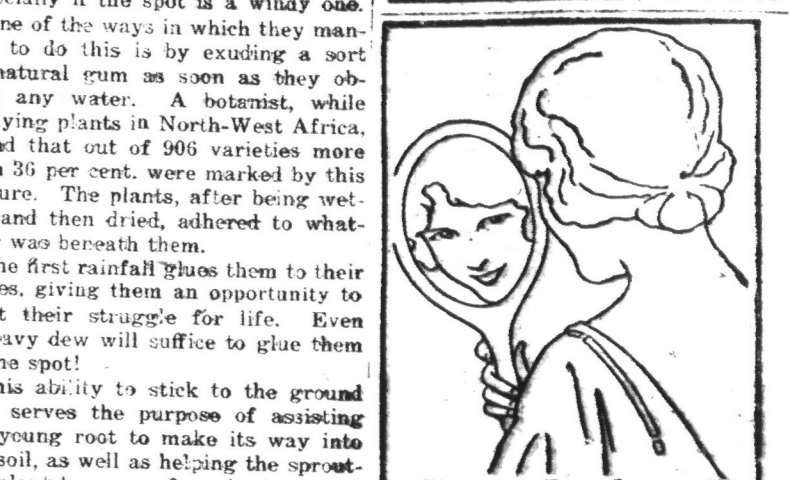 if the spot is a windy one.
ne of the ways in which they man-
to do this is by exuding a sort
natural gum as soon as they ob-
any water. A botanist, while
ying plants in North-West Africa,
d that out of 906 varieties more
36 per cent. were marked by this
ure. The plants, after being wet-
and then dried, adhered to what-
was beneath them.
he first rainfall glues them to their
es, giving them an opportunity to
t their struggle for life. Even
eavy dew will suffice to glue them
he spot!
his ability to stick to the ground
serves the purpose of assisting
young root to make its way into
soil, as well as helping the sprout-